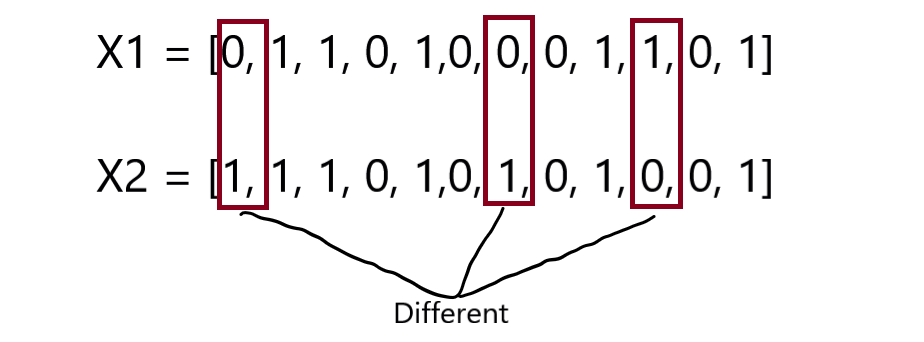 X1 = [0, 1, 1, 0, 1,0, 0, 0, 1, 1, 0, 1]
X2 = [1, 1, 1, 0, 1,0, 1, 0, 1, 0, 0, 1]
Different